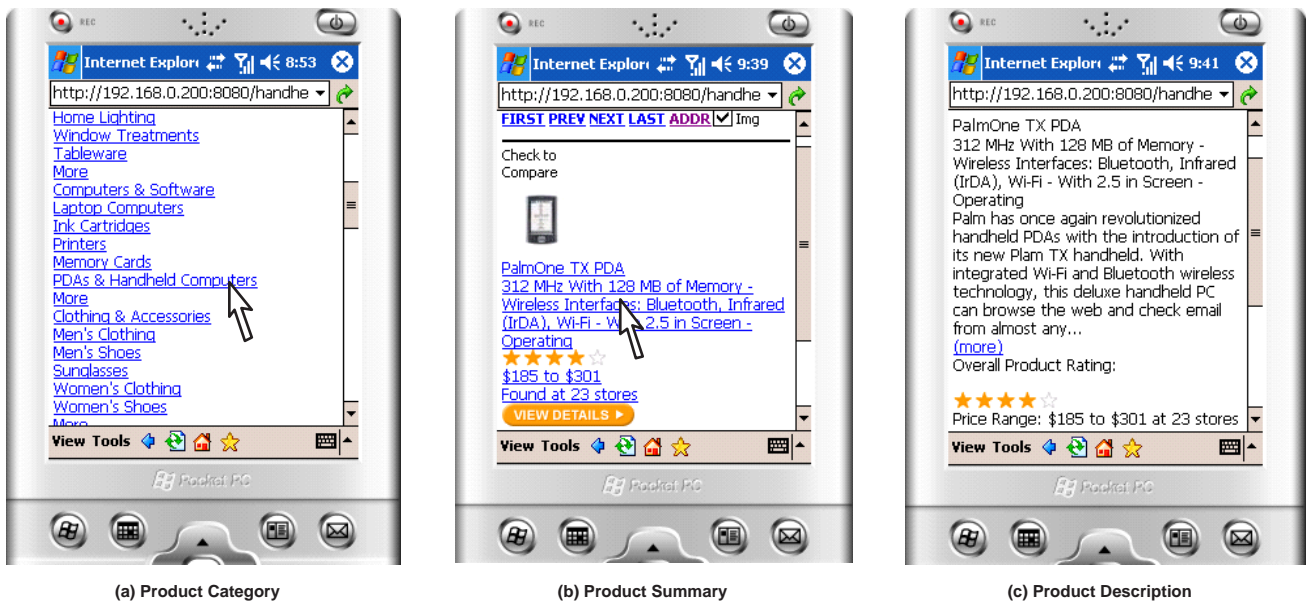 REC
Internet Explor 8:53
http://192.168.0.200:8080/handhe
Home Lighting
Window Treatments
Tableware
More
Computers & Software
Laptop Computers
Ink Cartridges
Printers
Memory Cards
PDAs & Handheld Computers
More
Clothing & Accessories
Men's Clothing
Men's Shoes
Sunglasses
Women's Clothing
Women's Shoes
More
View Tools
Pocket PC
(a) Product Category
REC
Internet Explor 9:39
http://192.168.0.200:8080/handhe
FIRST PREV NEXT LAST ADDR Img
Check to
Compare
PalmOne TX PDA
312 MHz With 128 MB of Memory -
Wireless Interfaces: Bluetooth, Infrared
(IrDA), Wi-Fi - With 2.5 in Screen -
Operating
$185 to $301
Found at 23 stores
VIEW DETAILS
View Tools
Pocket PC
(b) Product Summary
REC
Internet Explor 9:41
http://192.168.0.200:8080/handhe
PalmOne TX PDA
312 MHz With 128 MB of Memory -
Wireless Interfaces: Bluetooth, Infrared
(IrDA), Wi-Fi - With 2.5 in Screen -
Operating
Palm has once again revolutionized
handheld PDAs with the introduction of
its new Plam TX handheld. With
integrated Wi-Fi and Bluetooth wireless
technology, this deluxe handheld PC
can browse the web and check email
from almost any...
(more)
Overall Product Rating:
Price Range: $185 to $301 at 23 stores
View Tools
Pocket PC
(c) Product Description